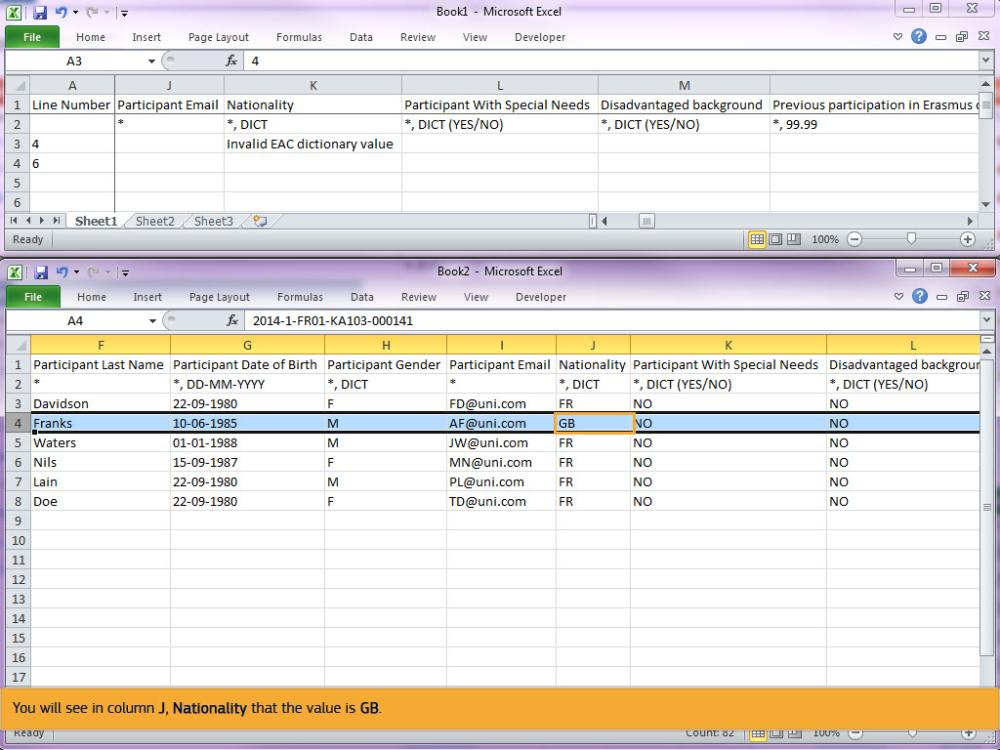 Book1 - Microsoft Excel
File Home Insert Page Layout Formulas Data Review View Developer
A3 fx 4
A J K L M
1 Line Number Participant Email Nationality Participant With Special Needs Disadvantaged background Previous participation in Erasmus
2 * *, DICT *, DICT (YES/NO) *, DICT (YES/NO) *, 99.99
3 4 Invalid EAC dictionary value
4 6
5
6
Sheet1 Sheet2 Sheet3
Ready 100%
Book2 - Microsoft Excel
File Home Insert Page Layout Formulas Data Review View Developer
A4 fx 2014-1-FR01-KA103-000141
F G H I J K L
1 Participant Last Name Participant Date of Birth Participant Gender Participant Email Nationality Participant With Special Needs Disadvantaged backgroun
2 * *, DD-MM-YYYY *, DICT * *, DICT *, DICT (YES/NO) *, DICT (YES/NO)
3 Davidson 22-09-1980 F FD@uni.com FR NO NO
4 Franks 10-06-1985 M AF@uni.com GB NO NO
5 Waters 01-01-1988 M JW@uni.com FR NO NO
6 Nils 15-09-1987 F MN@uni.com FR NO NO
7 Lain 22-09-1980 M PL@uni.com FR NO NO
8 Doe 22-09-1980 F TD@uni.com FR NO NO
9
10
11
12
13
14
15
16
17
You will see in column J, Nationality that the value is GB.
Ready Count: 82 100%